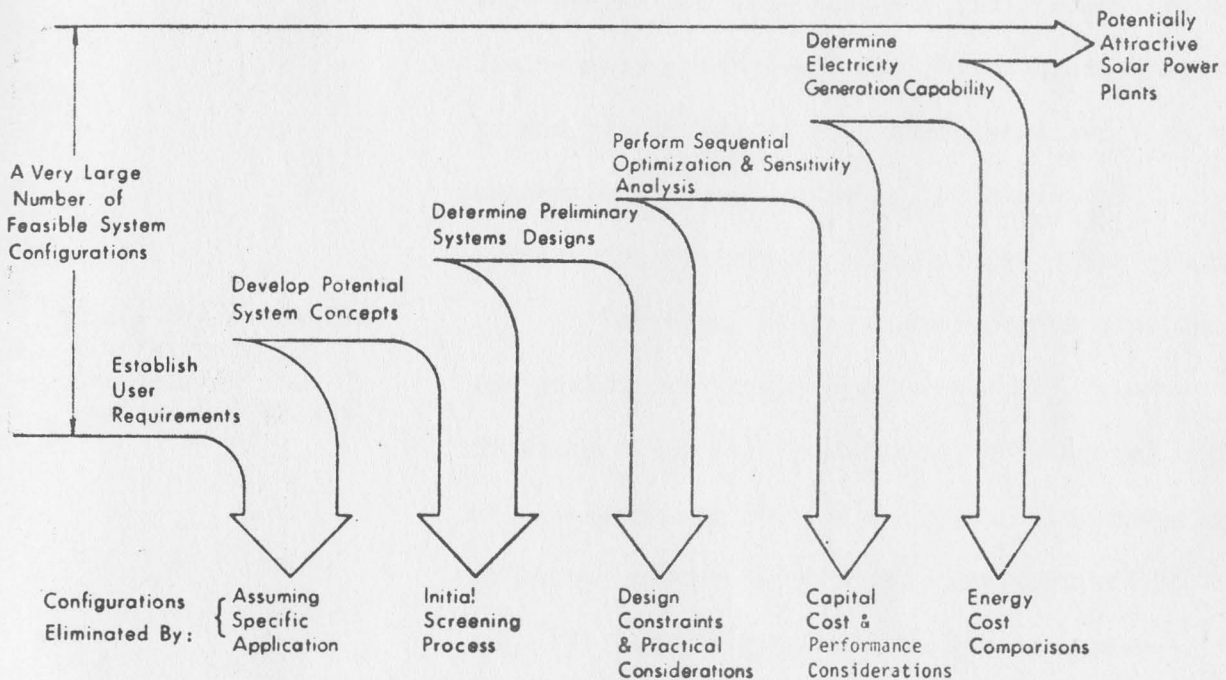 Potentially
Attractive
Solar Power
Plants
Determine
Electricity
Generation Capability
Perform Sequential
Optimization & Sensitivity
Analysis
A Very Large
Number of
Feasible System
Configurations
Determine Preliminary
Systems Designs
Develop Potential
System Concepts
Establish
User
Requirements
Configurations
Eliminated By:
Assuming
Specific
Application
Initial
Screening
Process
Design
Constraints
& Practical
Considerations
Capital
Cost &
Performance
Considerations
Energy
Cost
Comparisons